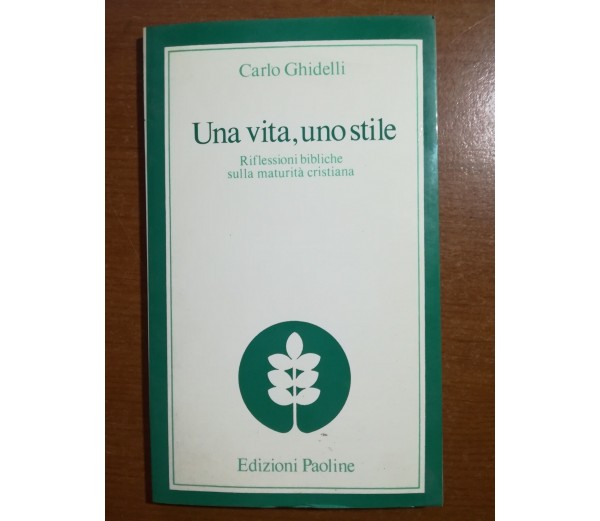 Carlo Ghidelli
Una vita, uno stile
Riflessioni bibliche
sulla maturità cristiana
Edizioni Paoline